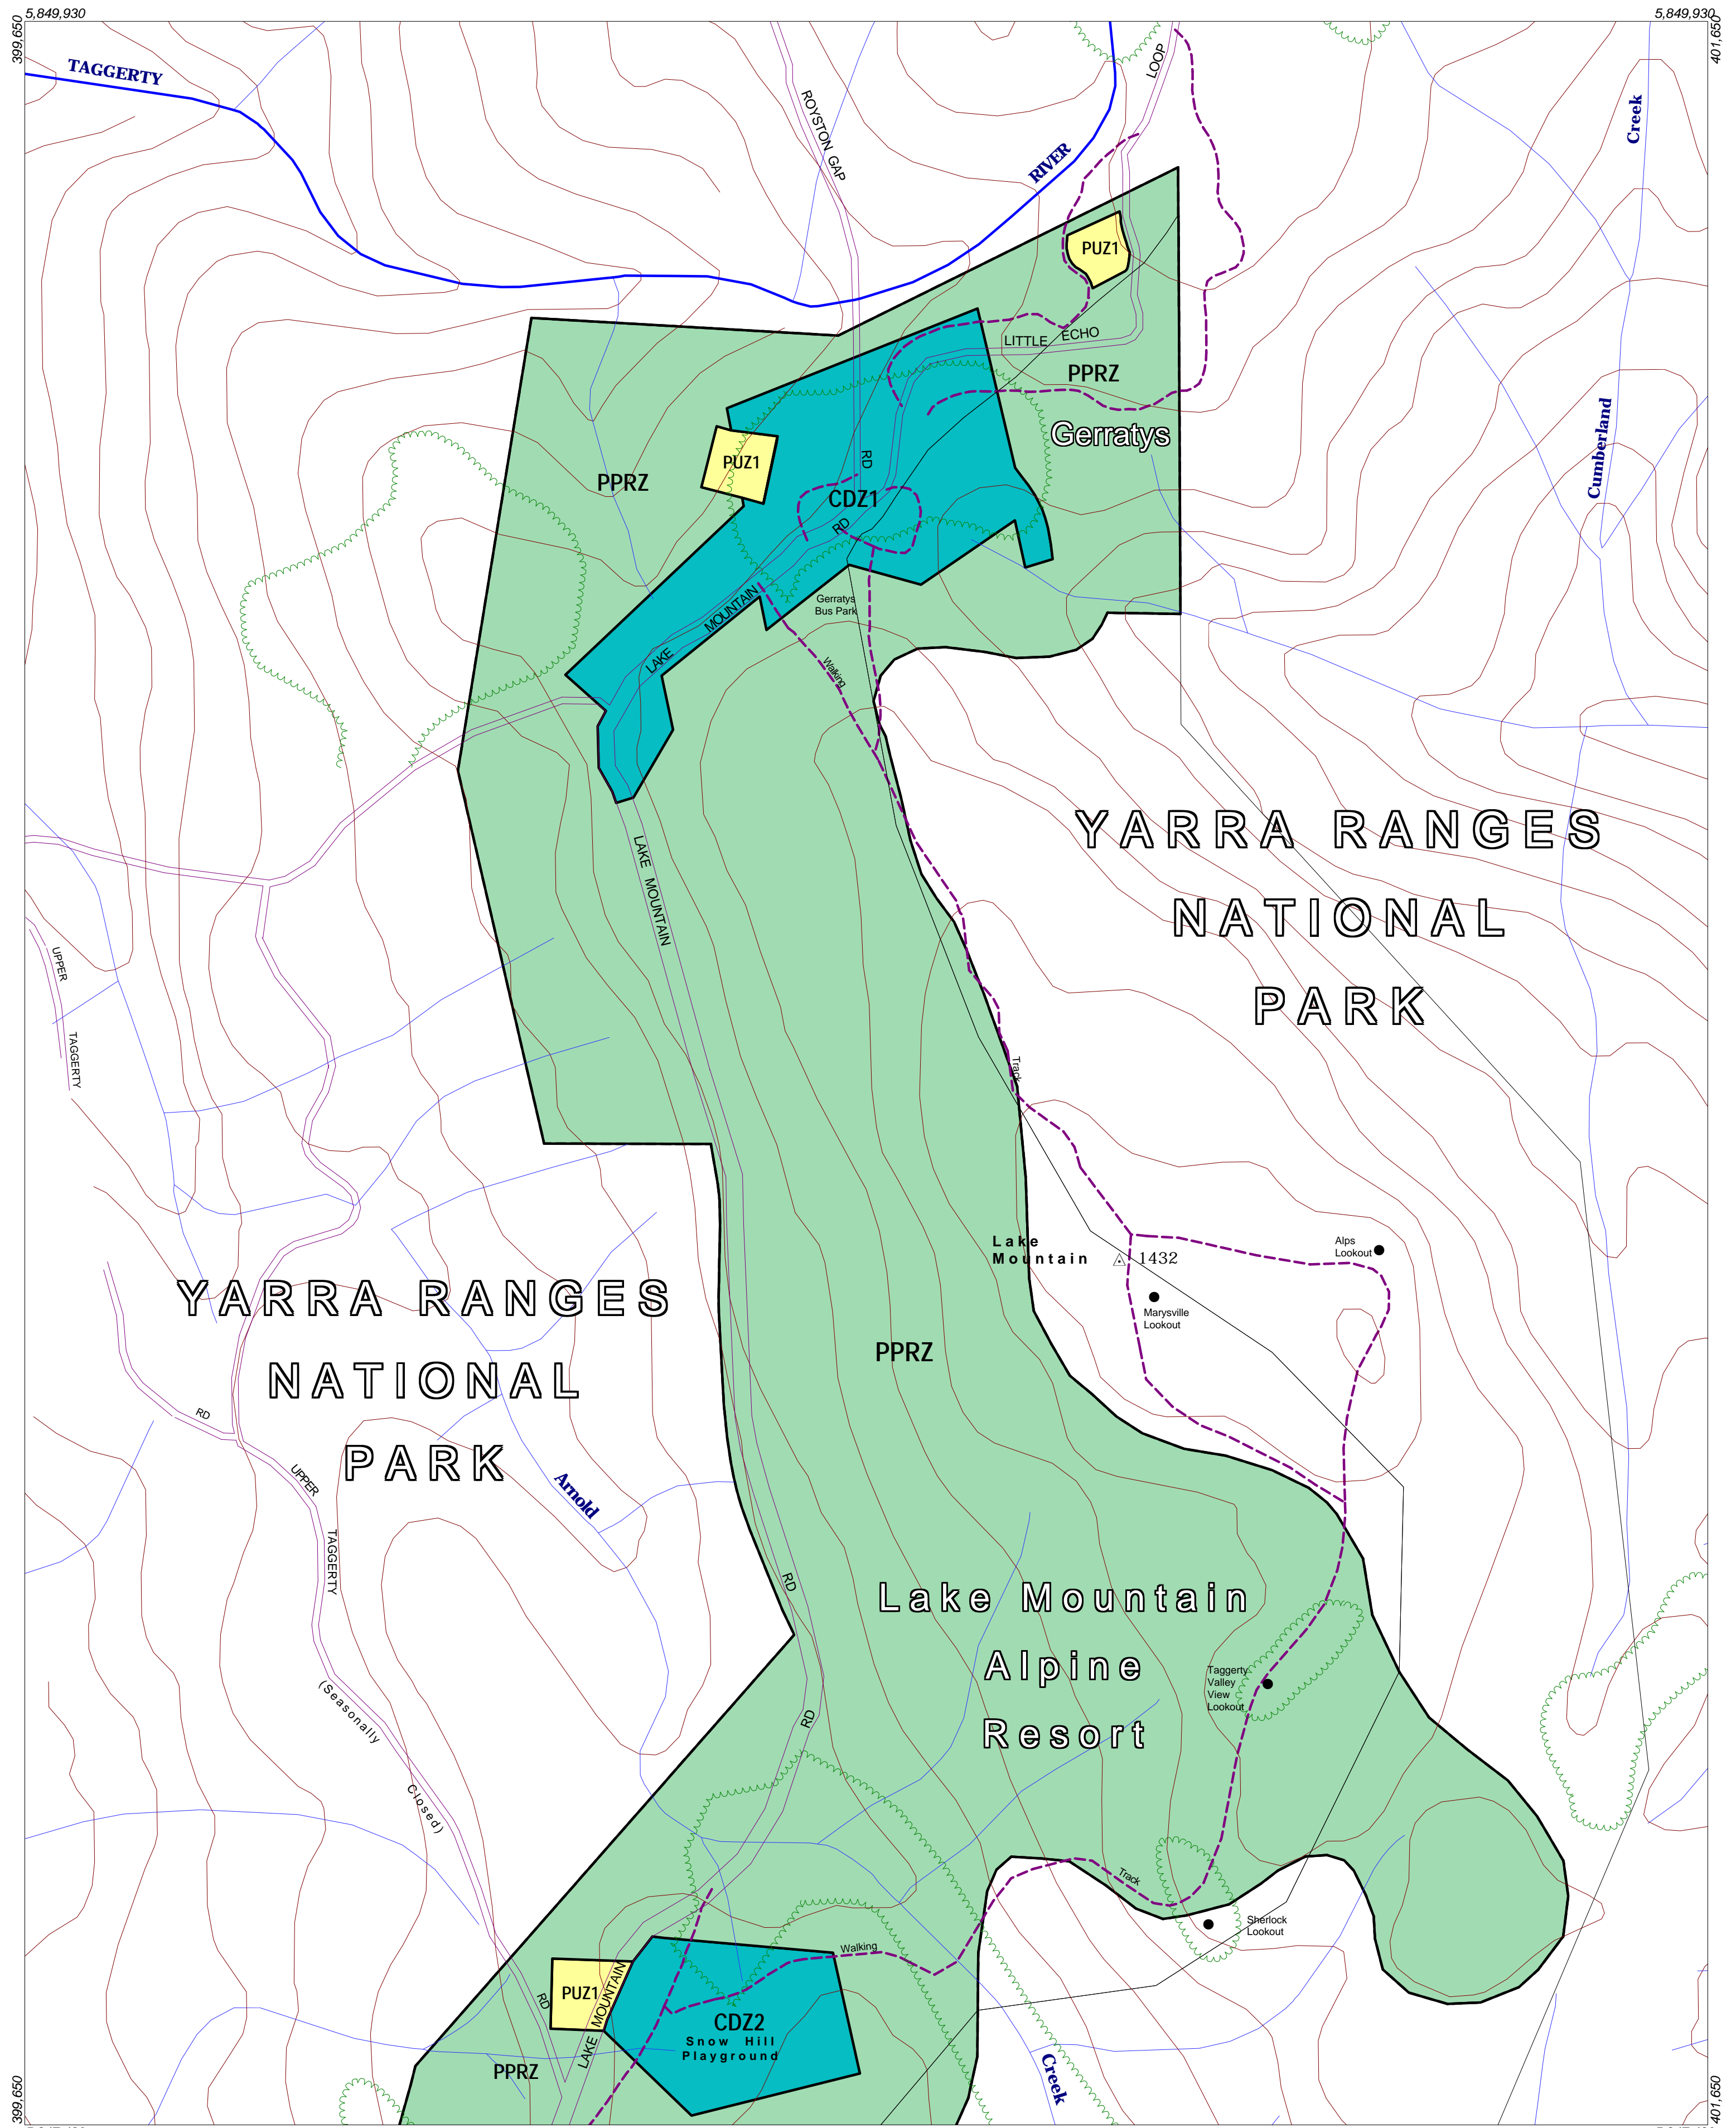 5,849,930
5,849,930
399,650
401,650
TAGGERTY
LOOP
Creek
ROYSTON GAP
RIVER
PUZ1
LITTLE ECHO
PPRZ
Gerratys
Cumberland
PUZ1
RD
PPRZ
CDZ1
RD
Gerratys
Bus Park
MOUNTAIN
LAKE
Walking
LAKE MOUNTAIN
YARRA RANGES
NATIONAL
PARK
UPPER
TAGGERTY
Track
Lake
Mountain
1432
Alps
Lookout
Marysville
Lookout
YARRA RANGES
NATIONAL
PARK
PPRZ
RD
UPPER
Arnold
TAGGERTY
RD
Lake Mountain
Alpine
Resort
Taggerty
Valley
View
Lookout
(Seasonally
Closed)
RD
Track
Sherlock
Lookout
Walking
PUZ1
RD
MOUNTAIN
LAKE
CDZ2
Snow Hill
Playground
PPRZ
Creek
399,650
401,650